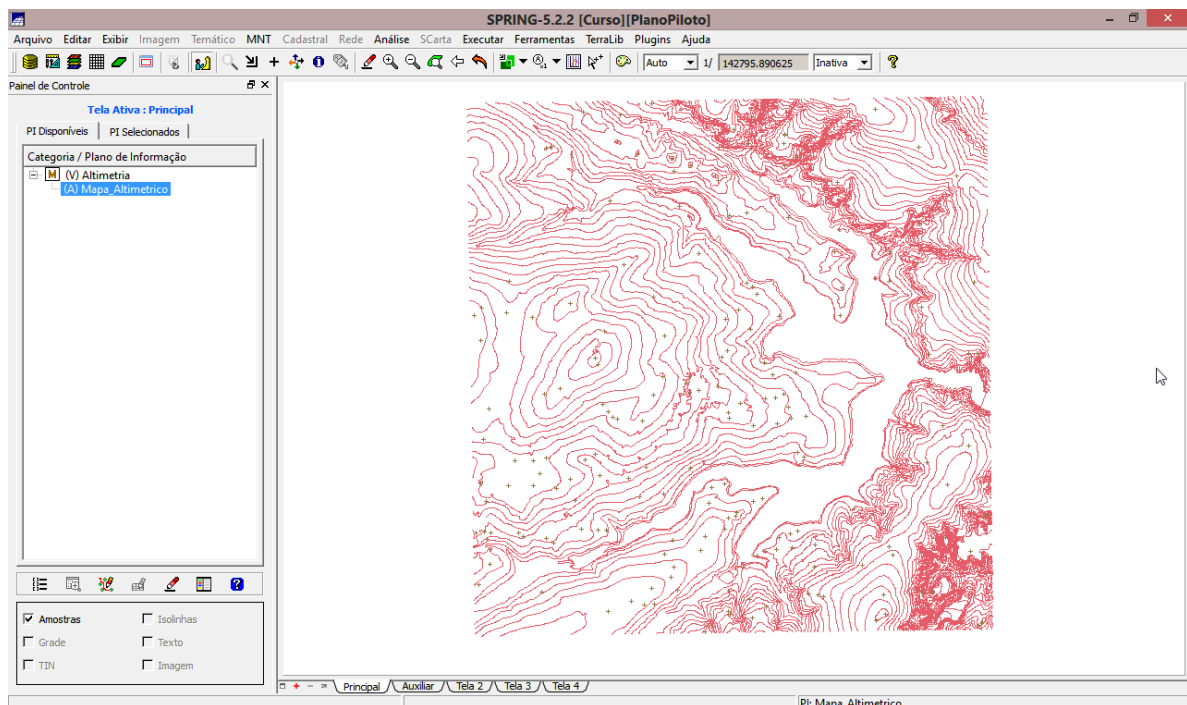 SPRING-5.2.2 [Curso][PlanoPiloto]
Arquivo Editar Exibir Imagem Temático MNT Cadastral Rede Análise SCarta Executar Ferramentas TerraLib Plugins Ajuda
Auto 1/ 142795.890625 Inativa
Painel de Controle
Tela Ativa : Principal
PI Disponíveis PI Selecionados
Categoria / Plano de Informação
M (V) Altimetria
(A) Mapa_Altimetrico
Amostras Isolinhas
Grade Texto
TIN Imagem
Principal Auxiliar Tela 2 Tela 3 Tela 4
PI: Mapa_Altimetrico